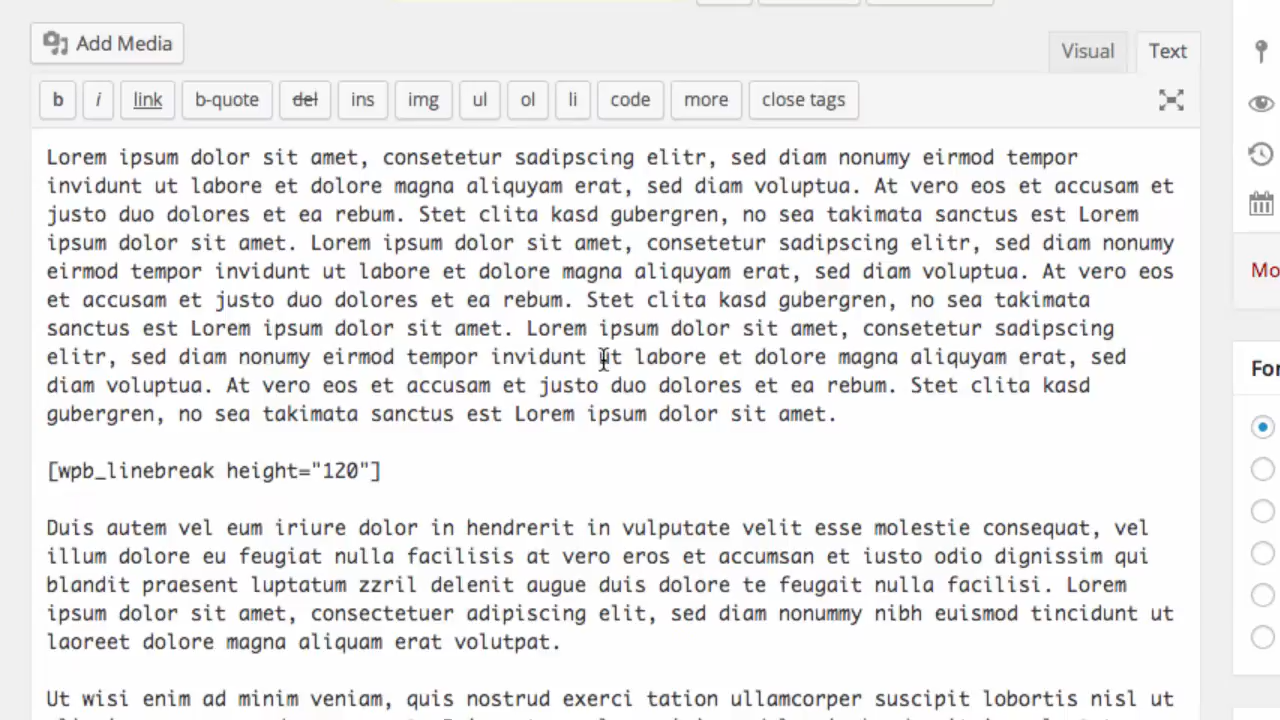 Add Media
Visual Text
b i link b-quote del ins img ul ol li code more close tags
Lorem ipsum dolor sit amet, consetetur sadipscing elitr, sed diam nonumy eirmod tempor
invidunt ut labore et dolore magna aliquyam erat, sed diam voluptua. At vero eos et accusam et
justo duo dolores et ea rebum. Stet clita kasd gubergren, no sea takimata sanctus est Lorem
ipsum dolor sit amet. Lorem ipsum dolor sit amet, consetetur sadipscing elitr, sed diam nonumy
eirmod tempor invidunt ut labore et dolore magna aliquyam erat, sed diam voluptua. At vero eos
et accusam et justo duo dolores et ea rebum. Stet clita kasd gubergren, no sea takimata
sanctus est Lorem ipsum dolor sit amet. Lorem ipsum dolor sit amet, consetetur sadipscing
elitr, sed diam nonumy eirmod tempor invidunt ut labore et dolore magna aliquyam erat, sed
diam voluptua. At vero eos et accusam et justo duo dolores et ea rebum. Stet clita kasd
gubergren, no sea takimata sanctus est Lorem ipsum dolor sit amet.
[wpb_linebreak height="120"]
Duis autem vel eum iriure dolor in hendrerit in vulputate velit esse molestie consequat, vel
illum dolore eu feugiat nulla facilisis at vero eros et accumsan et iusto odio dignissim qui
blandit praesent luptatum zzril delenit augue duis dolore te feugait nulla facilisi. Lorem
ipsum dolor sit amet, consectetuer adipiscing elit, sed diam nonummy nibh euismod tincidunt ut
laoreet dolore magna aliquam erat volutpat.
Ut wisi enim ad minim veniam, quis nostrud exerci tation ullamcorper suscipit lobortis nisl ut
Mo
For